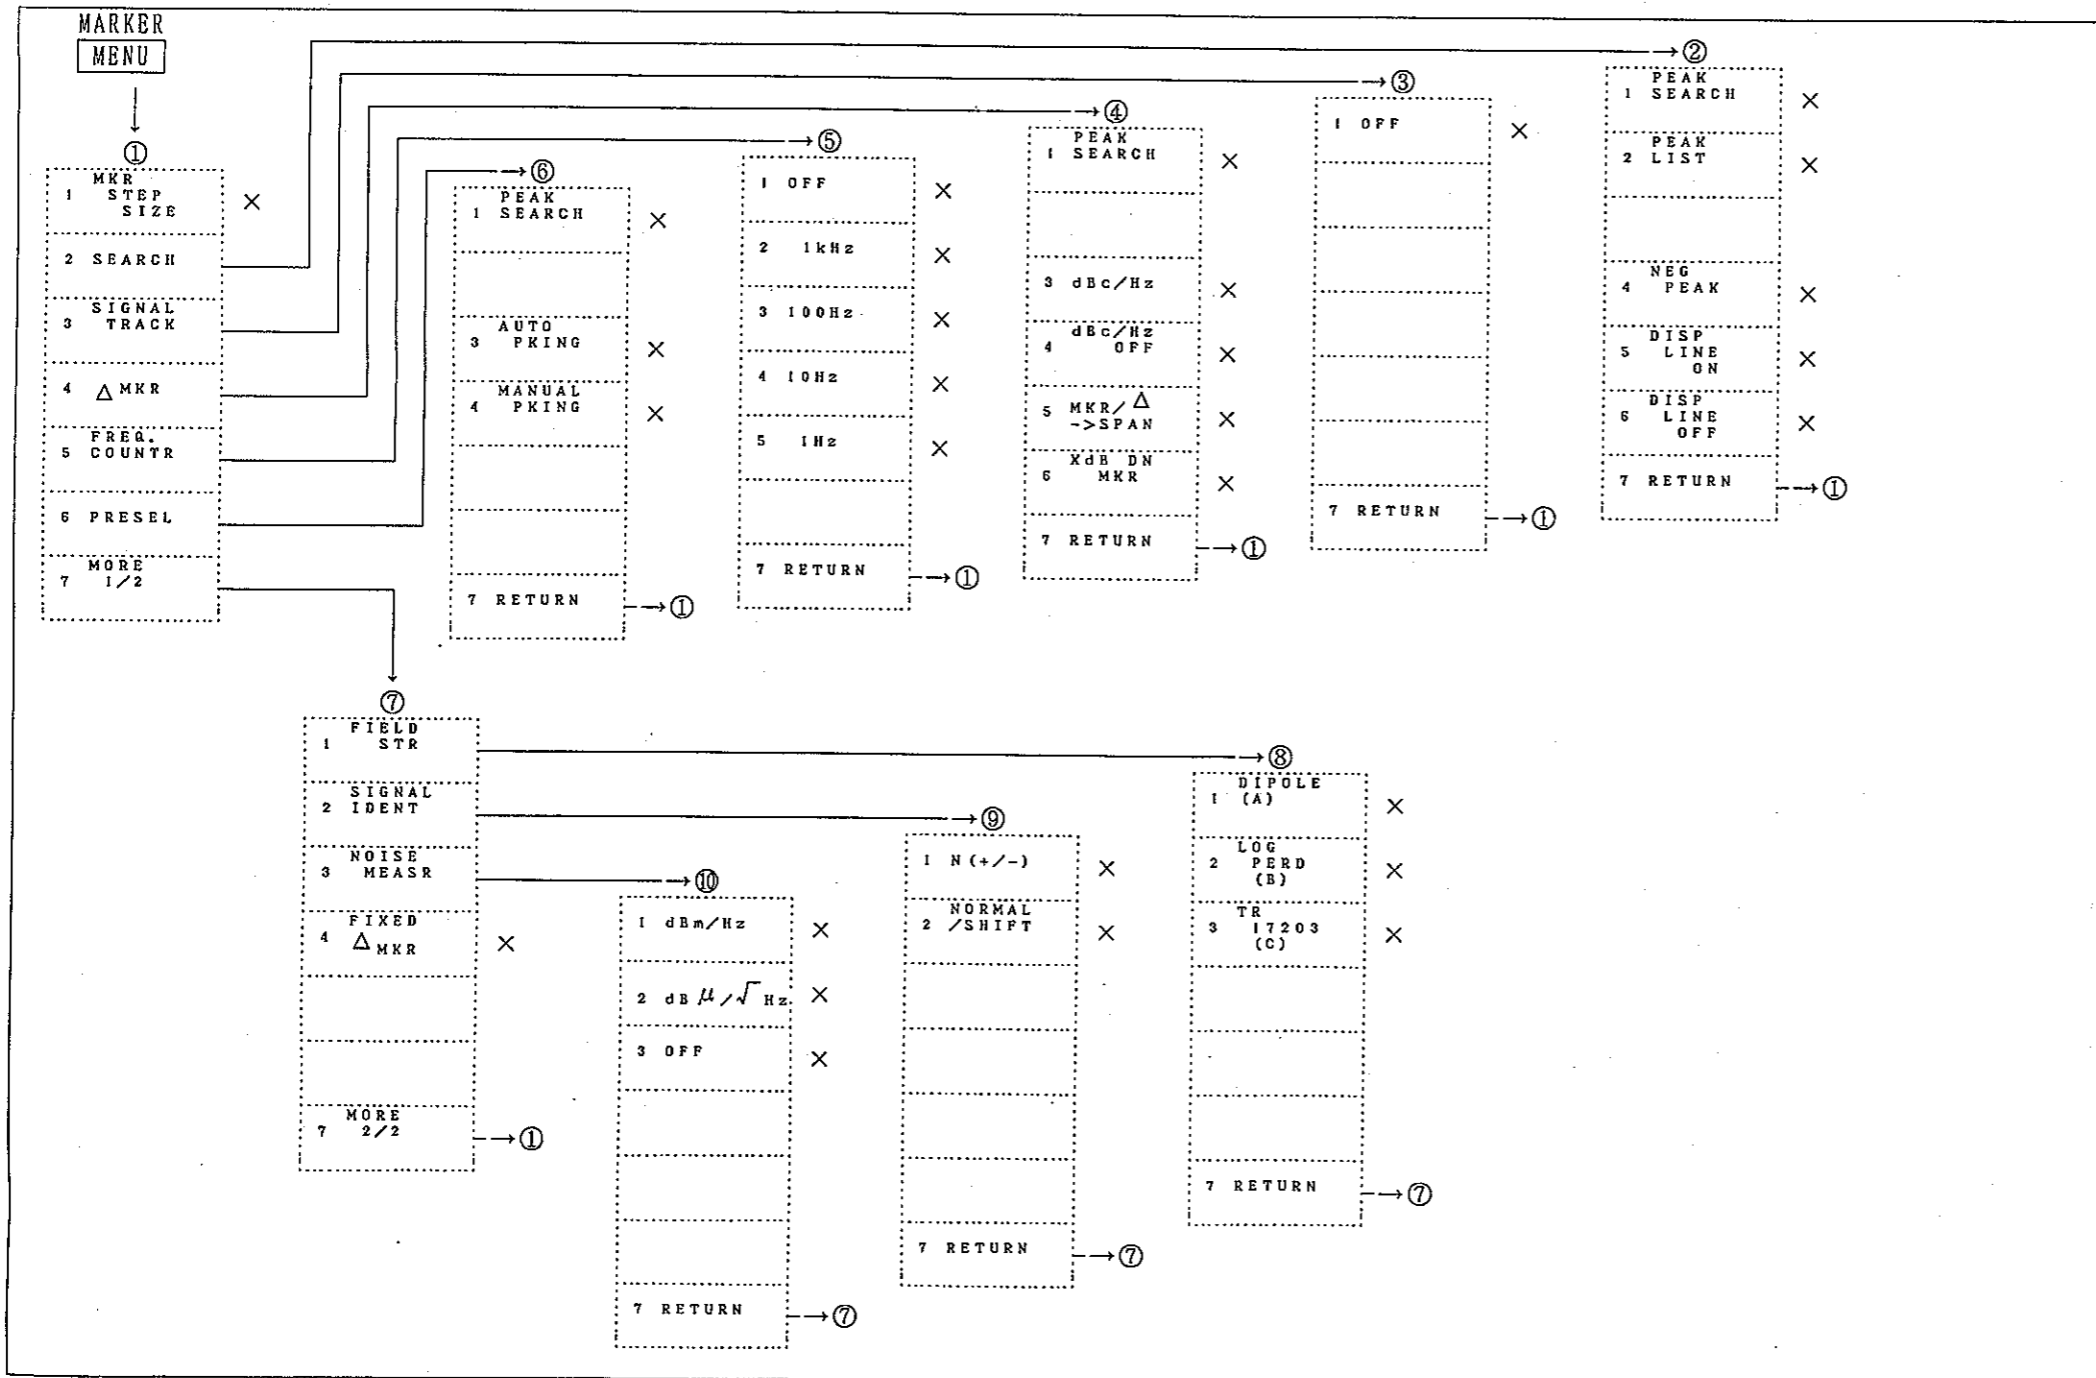 MARKER
MENU
①
1 MKR
STEP
SIZE
×
2 SEARCH
3 SIGNAL
TRACK
4 △MKR
5 FREQ.
COUNTR
6 PRESEL
7 MORE
1/2
⑥
1 PEAK
SEARCH
×
3 AUTO
PKING
×
4 MANUAL
PKING
×
7 RETURN
①
⑤
1 OFF
×
2 1kHz
×
3 100Hz
×
4 10Hz
×
5 1Hz
×
7 RETURN
①
④
1 PEAK
SEARCH
×
3 dBc/Hz
×
4 dBc/Hz
OFF
×
5 MKR/△
->SPAN
×
6 XdB DN
MKR
×
7 RETURN
①
③
1 OFF
×
7 RETURN
①
②
1 PEAK
SEARCH
×
2 PEAK
LIST
×
4 NEG
PEAK
×
5 DISP
LINE
ON
×
6 DISP
LINE
OFF
×
7 RETURN
①
⑦
1 FIELD
STR
2 SIGNAL
IDENT
3 NOISE
MEASR
4 FIXED
△MKR
×
7 MORE
2/2
①
⑩
1 dBm/Hz
×
2 dBμ/√Hz
×
3 OFF
×
7 RETURN
⑦
⑨
1 N(+/-)
×
2 NORMAL
/SHIFT
×
7 RETURN
⑦
⑧
1 DIPOLE
(A)
×
2 LOG
PERD
(B)
×
3 TR
17203
(C)
×
7 RETURN
⑦